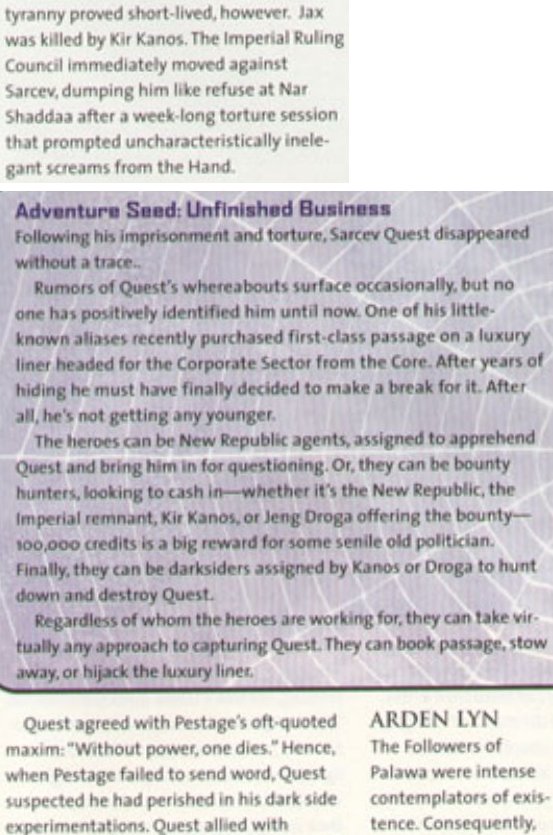 tyranny proved short-lived, however. Jax
was killed by Kir Kanos. The Imperial Ruling
Council immediately moved against
Sarcev, dumping him like refuse at Nar
Shaddaa after a week-long torture session
that prompted uncharacteristically inele-
gant screams from the Hand.
Adventure Seed: Unfinished Business
Following his imprisonment and torture, Sarcev Quest disappeared
without a trace..
Rumors of Quest's whereabouts surface occasionally, but no
one has positively identified him until now. One of his little-
known aliases recently purchased first-class passage on a luxury
liner headed for the Corporate Sector from the Core. After years of
hiding he must have finally decided to make a break for it. After
all, he's not getting any younger.
The heroes can be New Republic agents, assigned to apprehend
Quest and bring him in for questioning. Or, they can be bounty
hunters, looking to cash in—whether it's the New Republic, the
Imperial remnant, Kir Kanos, or Jeng Droga offering the bounty—
100,000 credits is a big reward for some senile old politician.
Finally, they can be darksiders assigned by Kanos or Droga to hunt
down and destroy Quest.
Regardless of whom the heroes are working for, they can take vir-
tually any approach to capturing Quest. They can book passage, stow
away, or hijack the luxury liner.
Quest agreed with Pestage's oft-quoted
maxim: "Without power, one dies." Hence,
when Pestage failed to send word, Quest
suspected he had perished in his dark side
experimentations. Quest allied with
ARDEN LYN
The Followers of
Palawa were intense
contemplators of exis-
tence. Consequently,